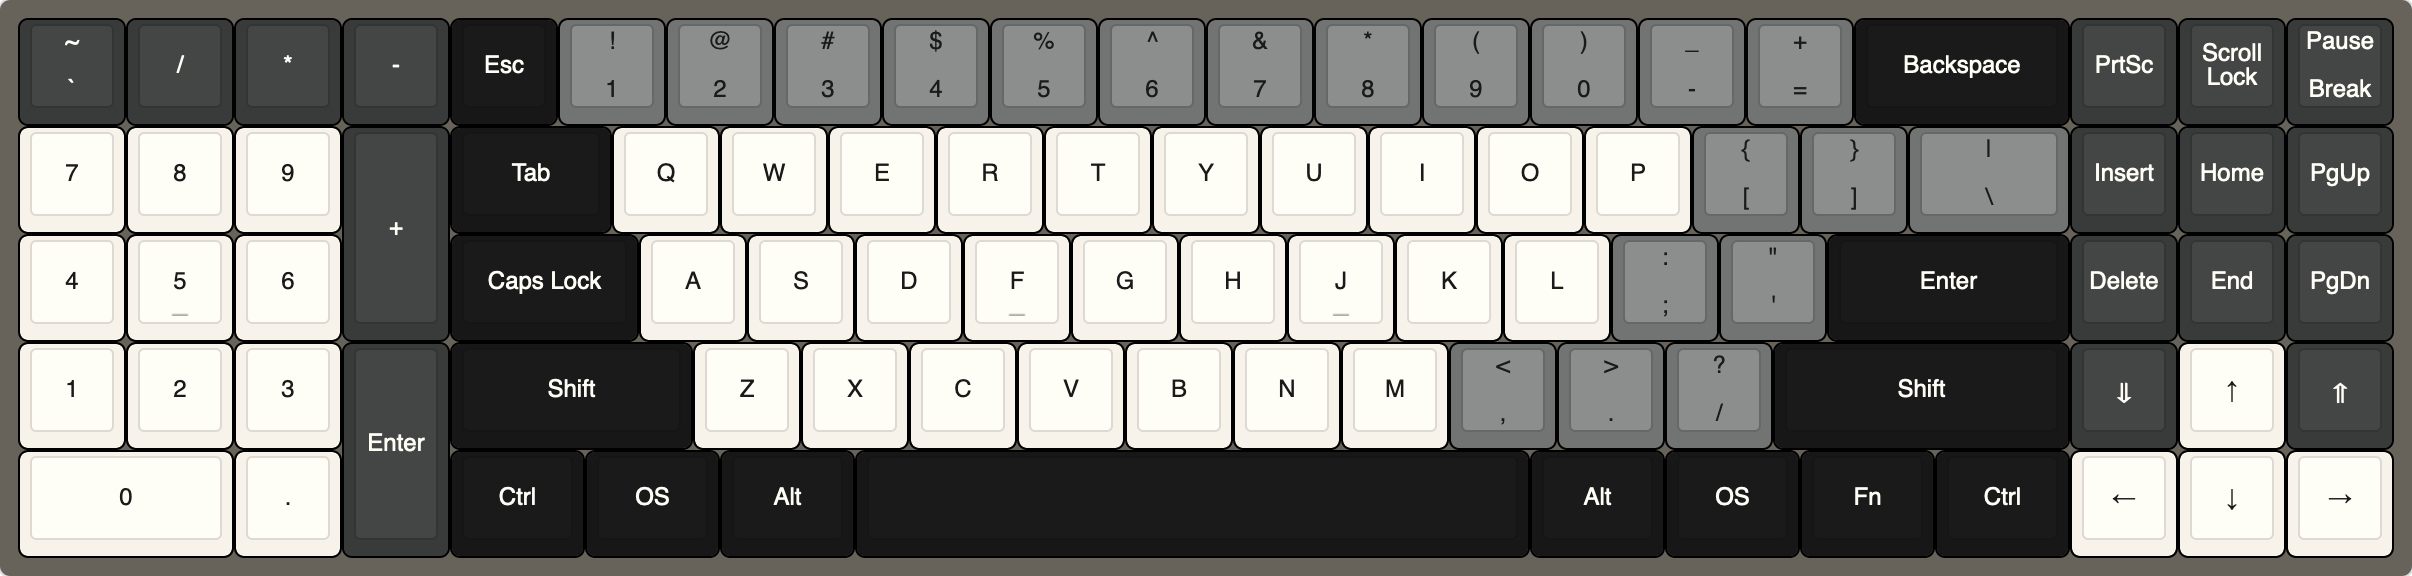 ~ / * - Esc ! @ # $ % ^ & * ( ) _ + Backspace PrtSc Scroll Lock Pause
` 1 2 3 4 5 6 7 8 9 0 - = Break
7 8 9 + Tab Q W E R T Y U I O P { } | Insert Home PgUp
[ ] \
4 5 6 Caps Lock A S D F G H J K L : " Enter Delete End PgDn
_ _ _ ; '
1 2 3 Enter Shift Z X C V B N M < > ? Shift ⇓ ↑ ⇑
, . /
0 . Ctrl OS Alt Alt OS Fn Ctrl ← ↓ →